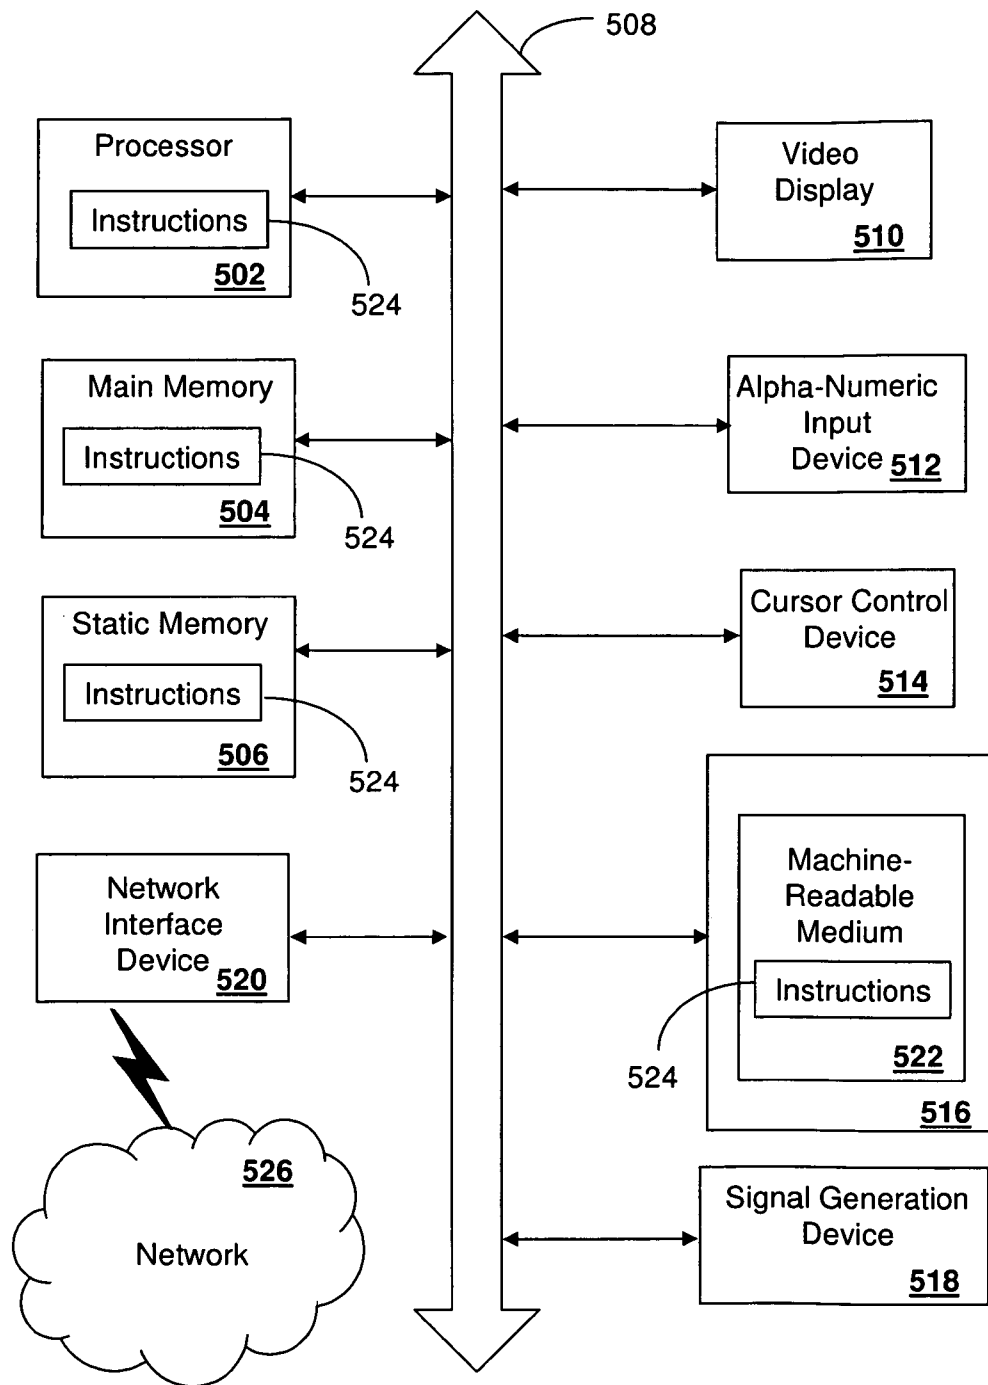 508
Processor
Instructions
502
524
Main Memory
Instructions
504
524
Static Memory
Instructions
506
524
Network
Interface
Device
520
526
Network
Video
Display
510
Alpha-Numeric
Input
Device
512
Cursor Control
Device
514
Machine-
Readable
Medium
Instructions
522
524
516
Signal Generation
Device
518